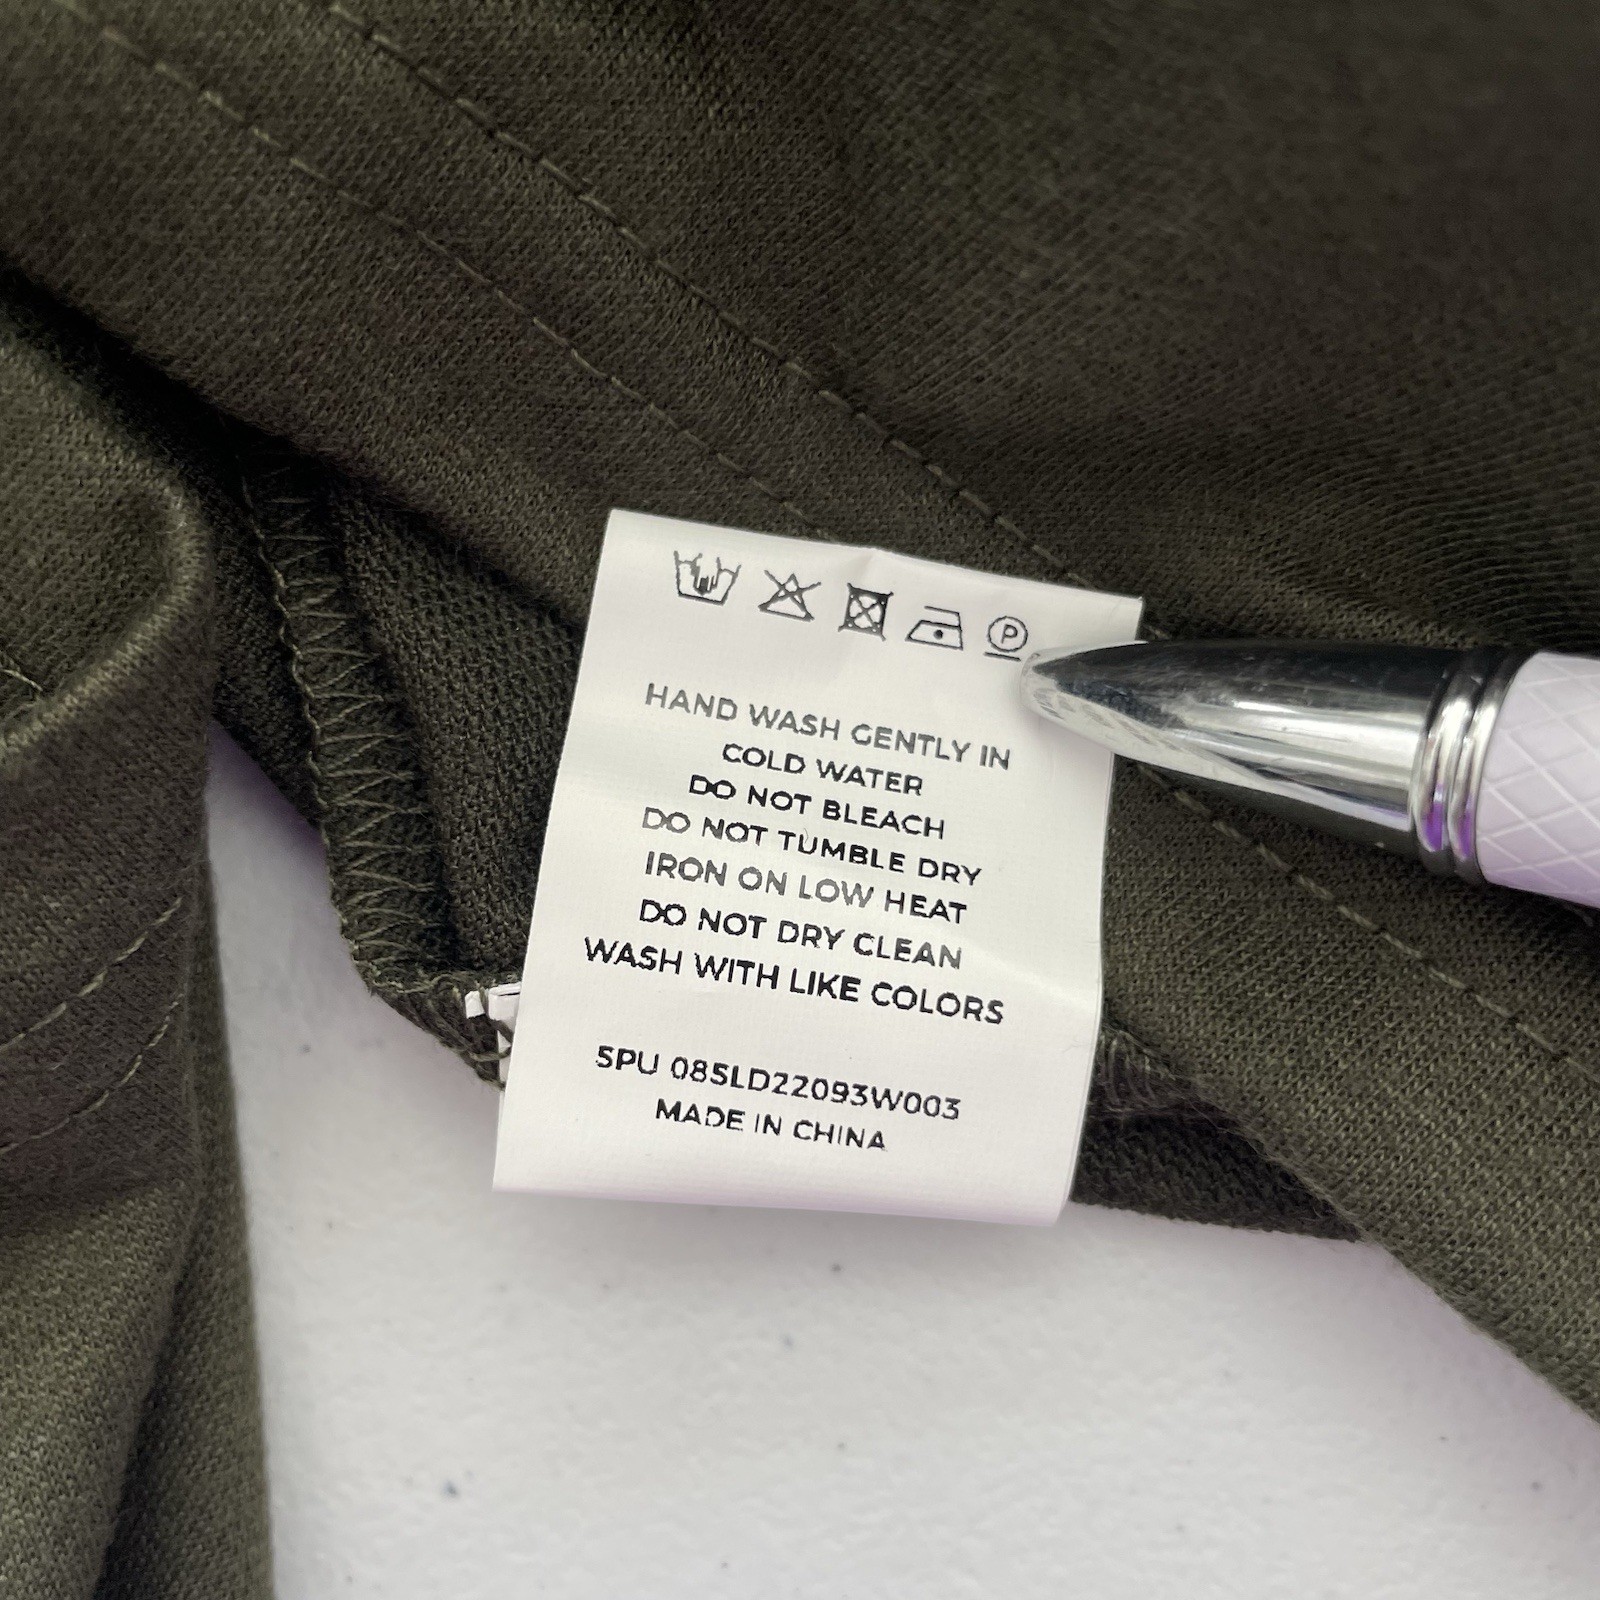 P
HAND WASH GENTLY IN
COLD WATER
DO NOT BLEACH
DO NOT TUMBLE DRY
IRON ON LOW HEAT
DO NOT DRY CLEAN
WASH WITH LIKE COLORS
SPU 085LD22093W003
MADE IN CHINA